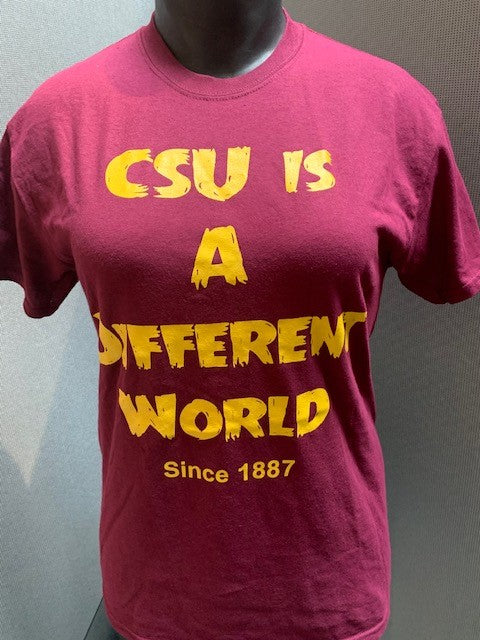 CSU IS
A
DIFFERENT
WORLD
Since 1887